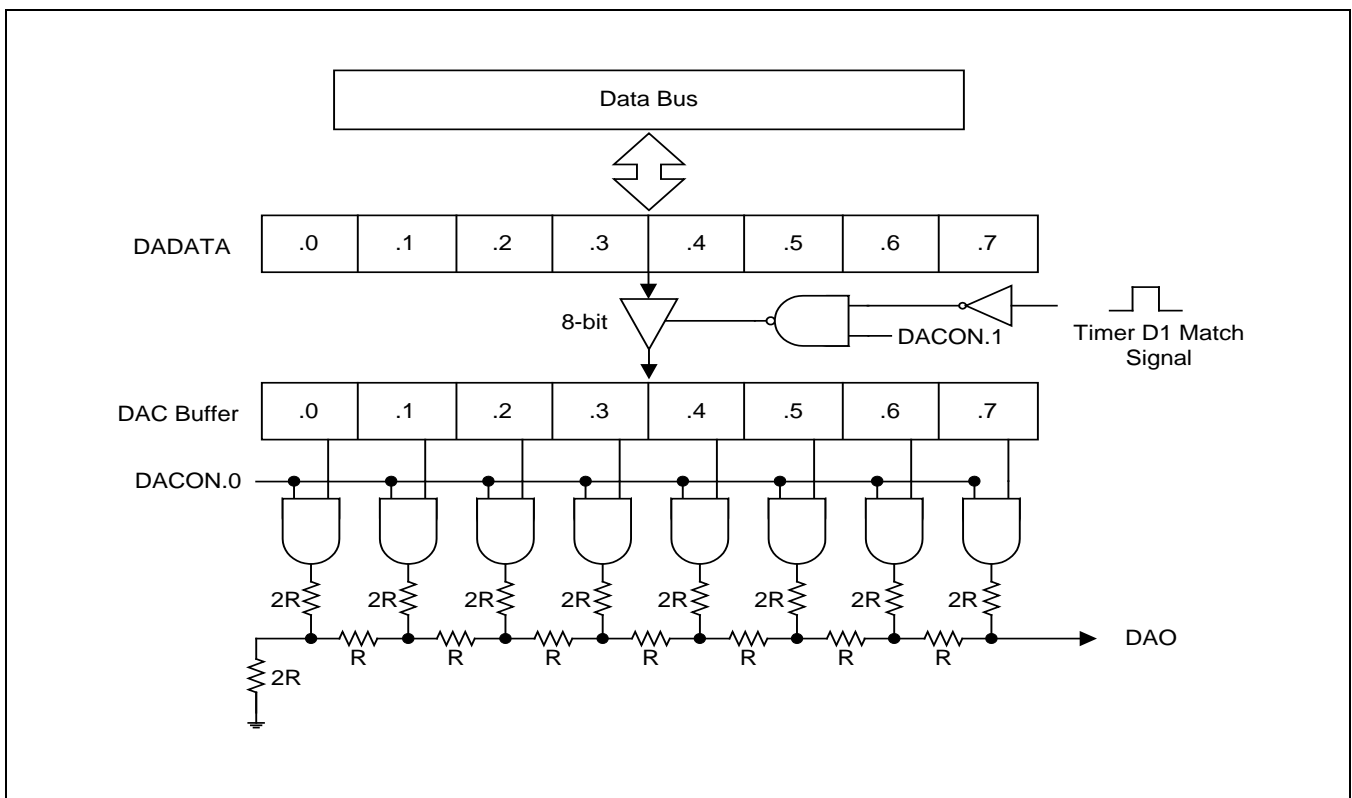 Data Bus
DADATA .0 .1 .2 .3 .4 .5 .6 .7
8-bit
DACON.1
Timer D1 Match
Signal
DAC Buffer .0 .1 .2 .3 .4 .5 .6 .7
DACON.0
2R 2R 2R 2R 2R 2R 2R 2R
DAO
R R R R R R R
2R